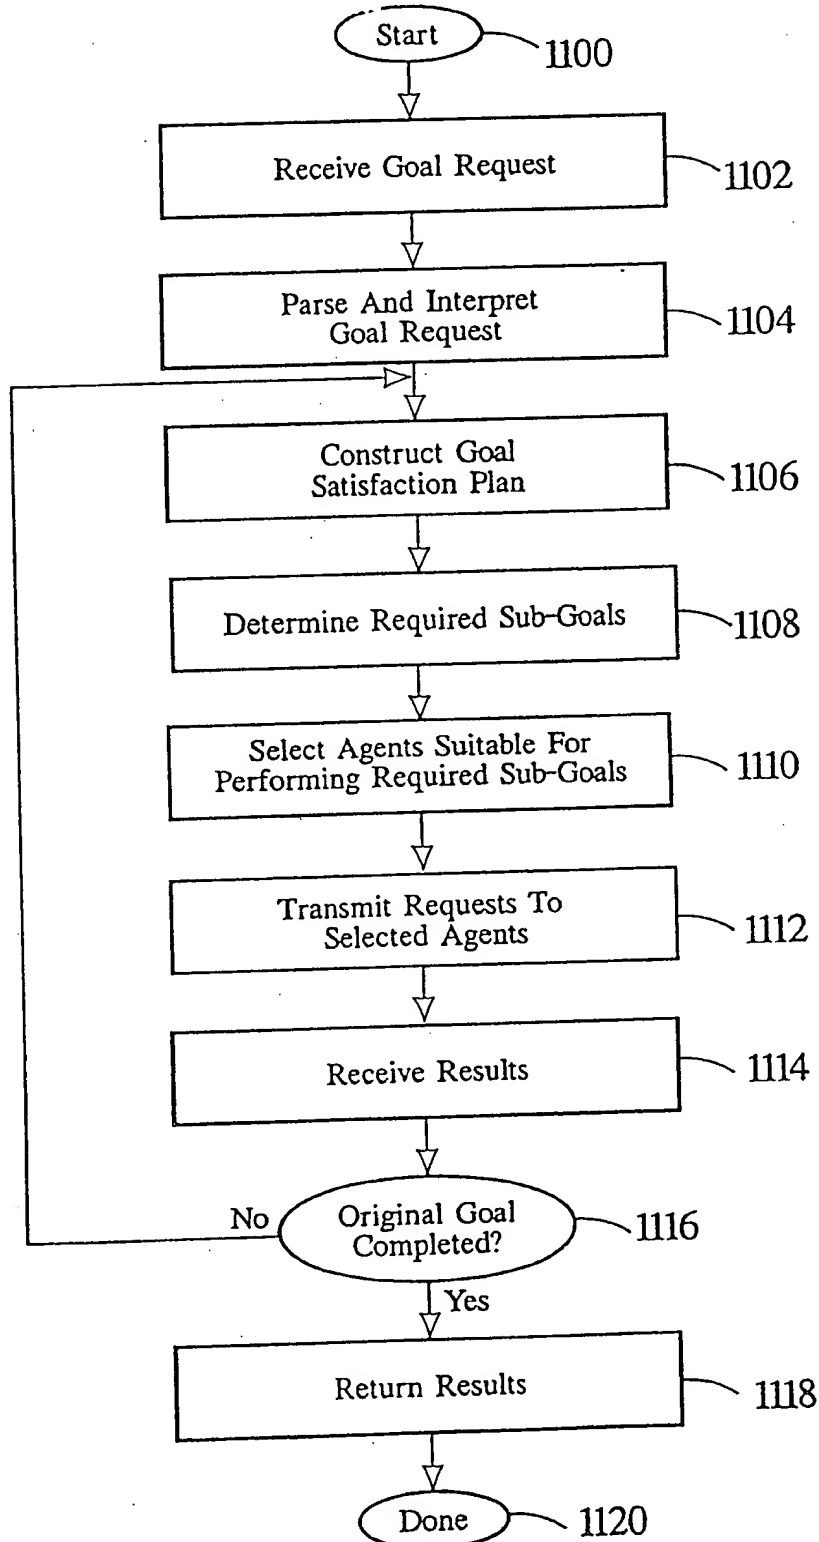 Start
1100
Receive Goal Request
1102
Parse And Interpret
Goal Request
1104
Construct Goal
Satisfaction Plan
1106
Determine Required Sub-Goals
1108
Select Agents Suitable For
Performing Required Sub-Goals
1110
Transmit Requests To
Selected Agents
1112
Receive Results
1114
No
Original Goal
Completed?
1116
Yes
Return Results
1118
Done
1120